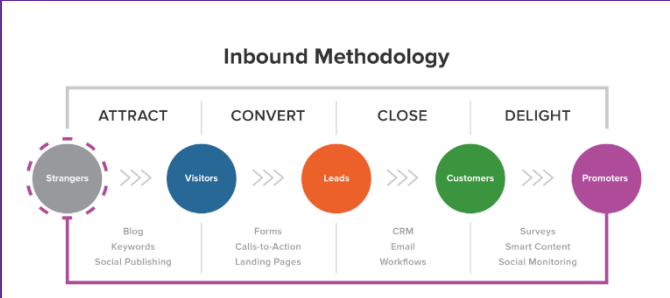 Inbound Methodology
ATTRACT CONVERT CLOSE DELIGHT
Strangers Visitors Leads Customers Promoters
Blog Forms CRM Surveys
Keywords Calls-to-Action Email Smart Content
Social Publishing Landing Pages Workflows Social Monitoring